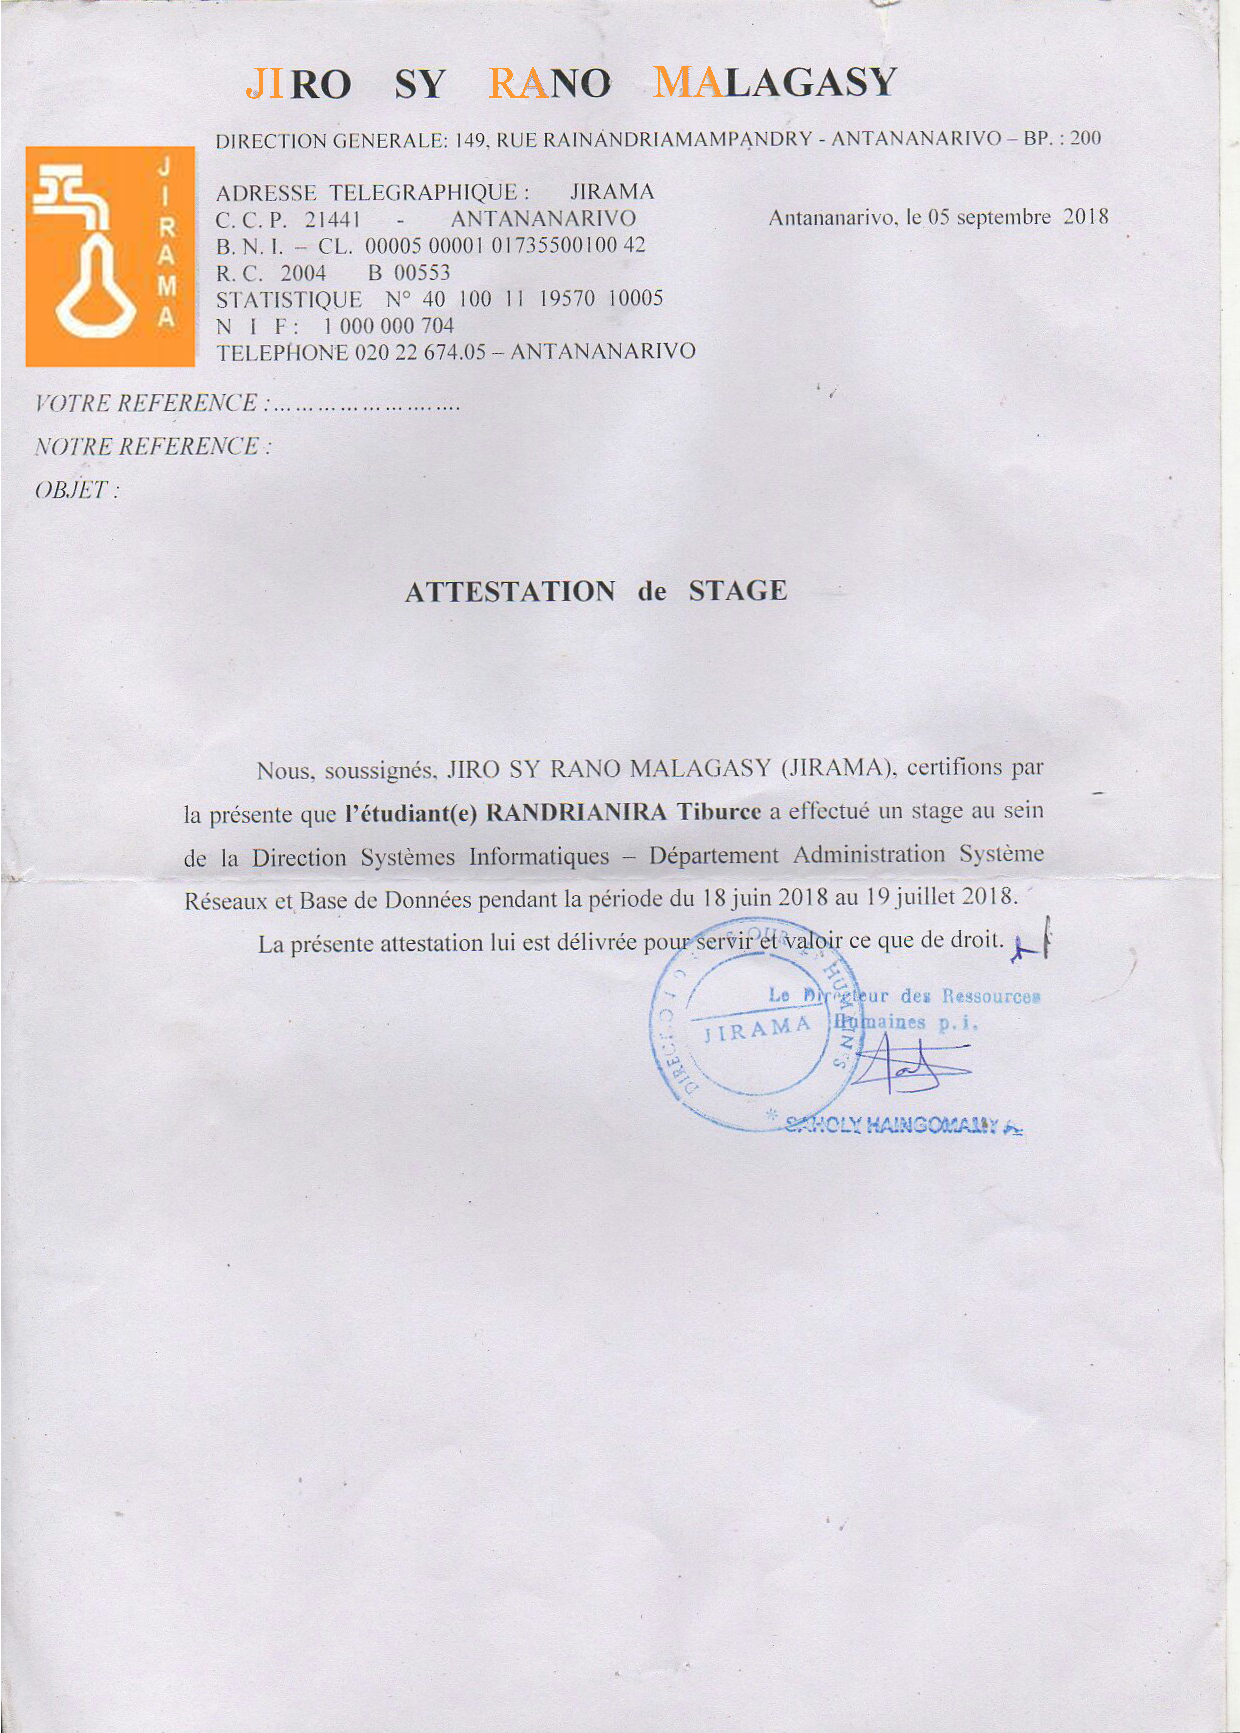 JIRO SY RANO MALAGASY
DIRECTION GENERALE: 149, RUE RAINANDRIAMAMPANDRY - ANTANANARIVO – BP. : 200
JIRAMA
ADRESSE TELEGRAPHIQUE : JIRAMA
C. C. P. 21441 - ANTANANARIVO
Antananarivo, le 05 septembre 2018
B. N. I. – CL. 00005 00001 01735500100 42
R. C. 2004 B 00553
STATISTIQUE N° 40 100 11 19570 10005
N I F : 1 000 000 704
TELEPHONE 020 22 674.05 – ANTANANARIVO
VOTRE REFERENCE :…………………….….
NOTRE REFERENCE :
OBJET :
ATTESTATION de STAGE
Nous, soussignés, JIRO SY RANO MALAGASY (JIRAMA), certifions par
la présente que l’étudiant(e) RANDRIANIRA Tiburce a effectué un stage au sein
de la Direction Systèmes Informatiques – Département Administration Système
Réseaux et Base de Données pendant la période du 18 juin 2018 au 19 juillet 2018.
La présente attestation lui est délivrée pour servir et valoir ce que de droit.
Le Directeur des Ressources
Humaines p.i.
JIRAMA
SAHOLY HAINGOMALALY